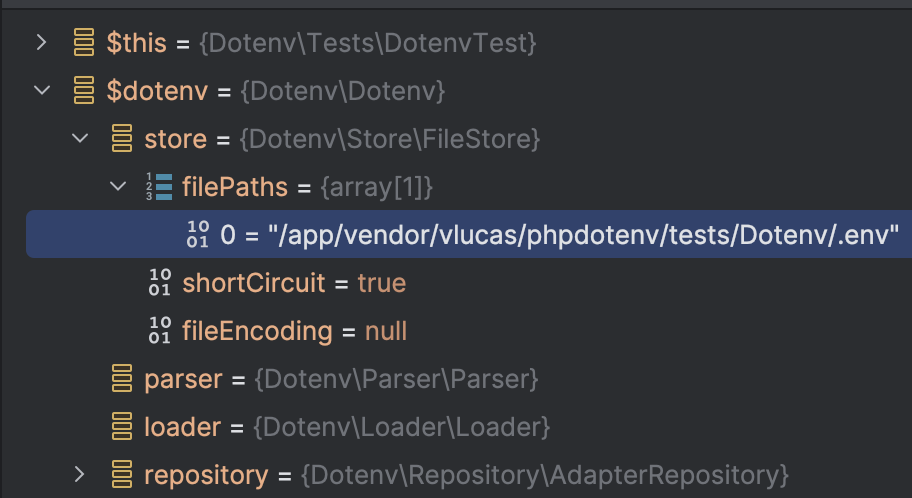 $this = {Dotenv\Tests\DotenvTest}
$dotenv = {Dotenv\Dotenv}
store = {Dotenv\Store\FileStore}
filePaths = {array[1]}
0 = "/app/vendor/vlucas/phpdotenv/tests/Dotenv/.env"
shortCircuit = true
fileEncoding = null
parser = {Dotenv\Parser\Parser}
loader = {Dotenv\Loader\Loader}
repository = {Dotenv\Repository\AdapterRepository}